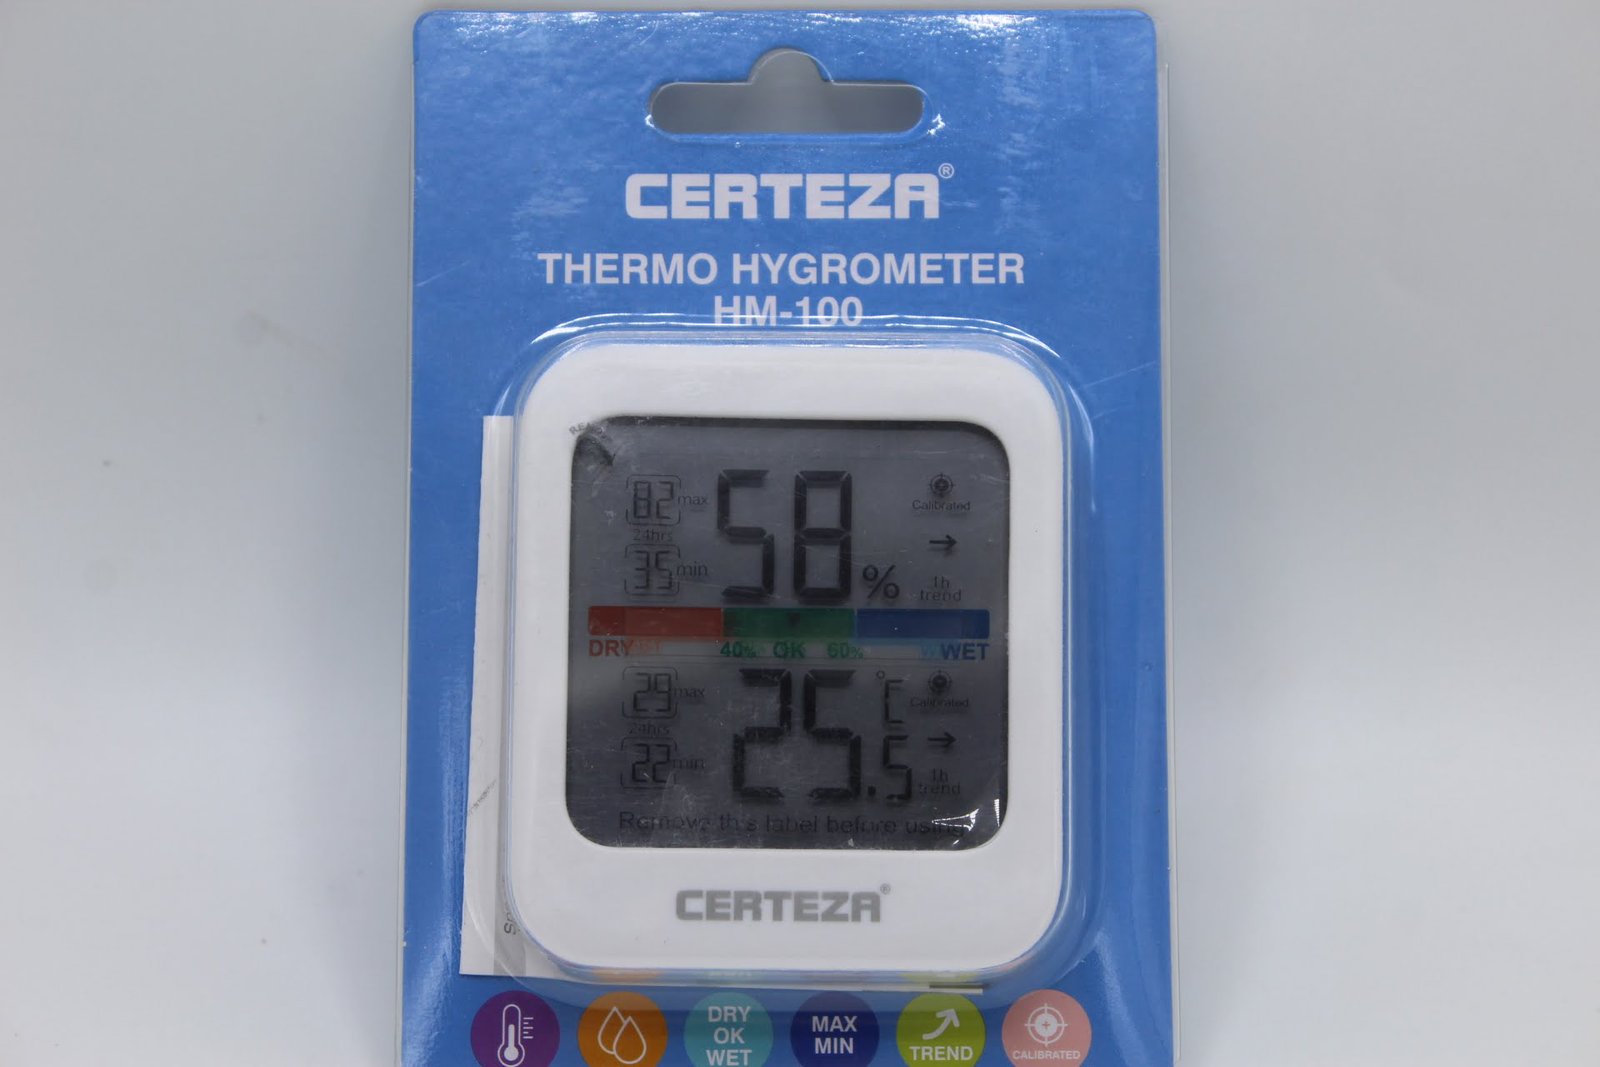 CERTEZA®
THERMO HYGROMETER
HM-100
82 max
24hrs
35 min
58 %
Calibrated
1h
trend
DRY 40% OK 60% WET
29 max
24hrs
22 min
25.5 °C
Calibrated
1h
trend
Remove this label before using
CERTEZA®
DRY
OK
WET
MAX
MIN
TREND
CALIBRATED